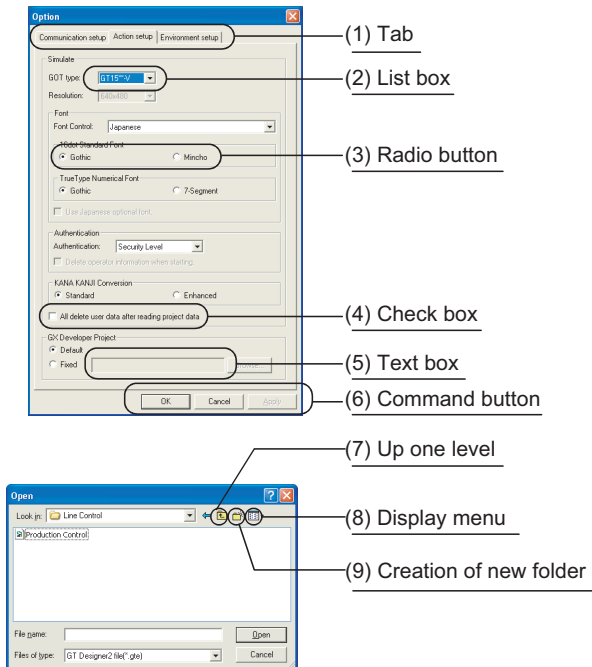 Option
Communication setup Action setup Environment setup
(1) Tab
Simulate
GOT type: GT15**-V
(2) List box
Resolution: 640x480
Font
Font Control: Japanese
16dot Standard Font
Gothic Mincho
(3) Radio button
TrueType Numerical Font
Gothic 7-Segment
Use Japanese optional font.
Authentication
Authentication: Security Level
Delete operator information when starting.
KANA KANJI Conversion
Standard Enhanced
All delete user data after reading project data
(4) Check box
GX Developer Project
Default
Fixed Browse...
(5) Text box
OK Cancel Apply
(6) Command button
(7) Up one level
Open
Look in: Line Control
(8) Display menu
Production Control
(9) Creation of new folder
File name: Open
Files of type: GT Designer2 file(*.gte) Cancel